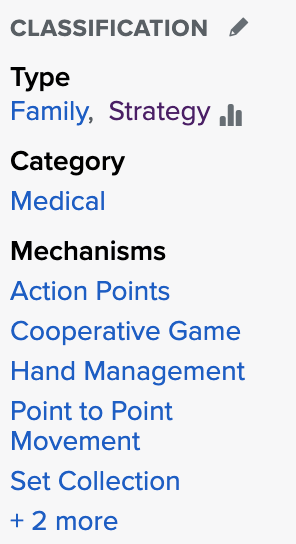 CLASSIFICATION
Type
Family, Strategy
Category
Medical
Mechanisms
Action Points
Cooperative Game
Hand Management
Point to Point
Movement
Set Collection
+ 2 more